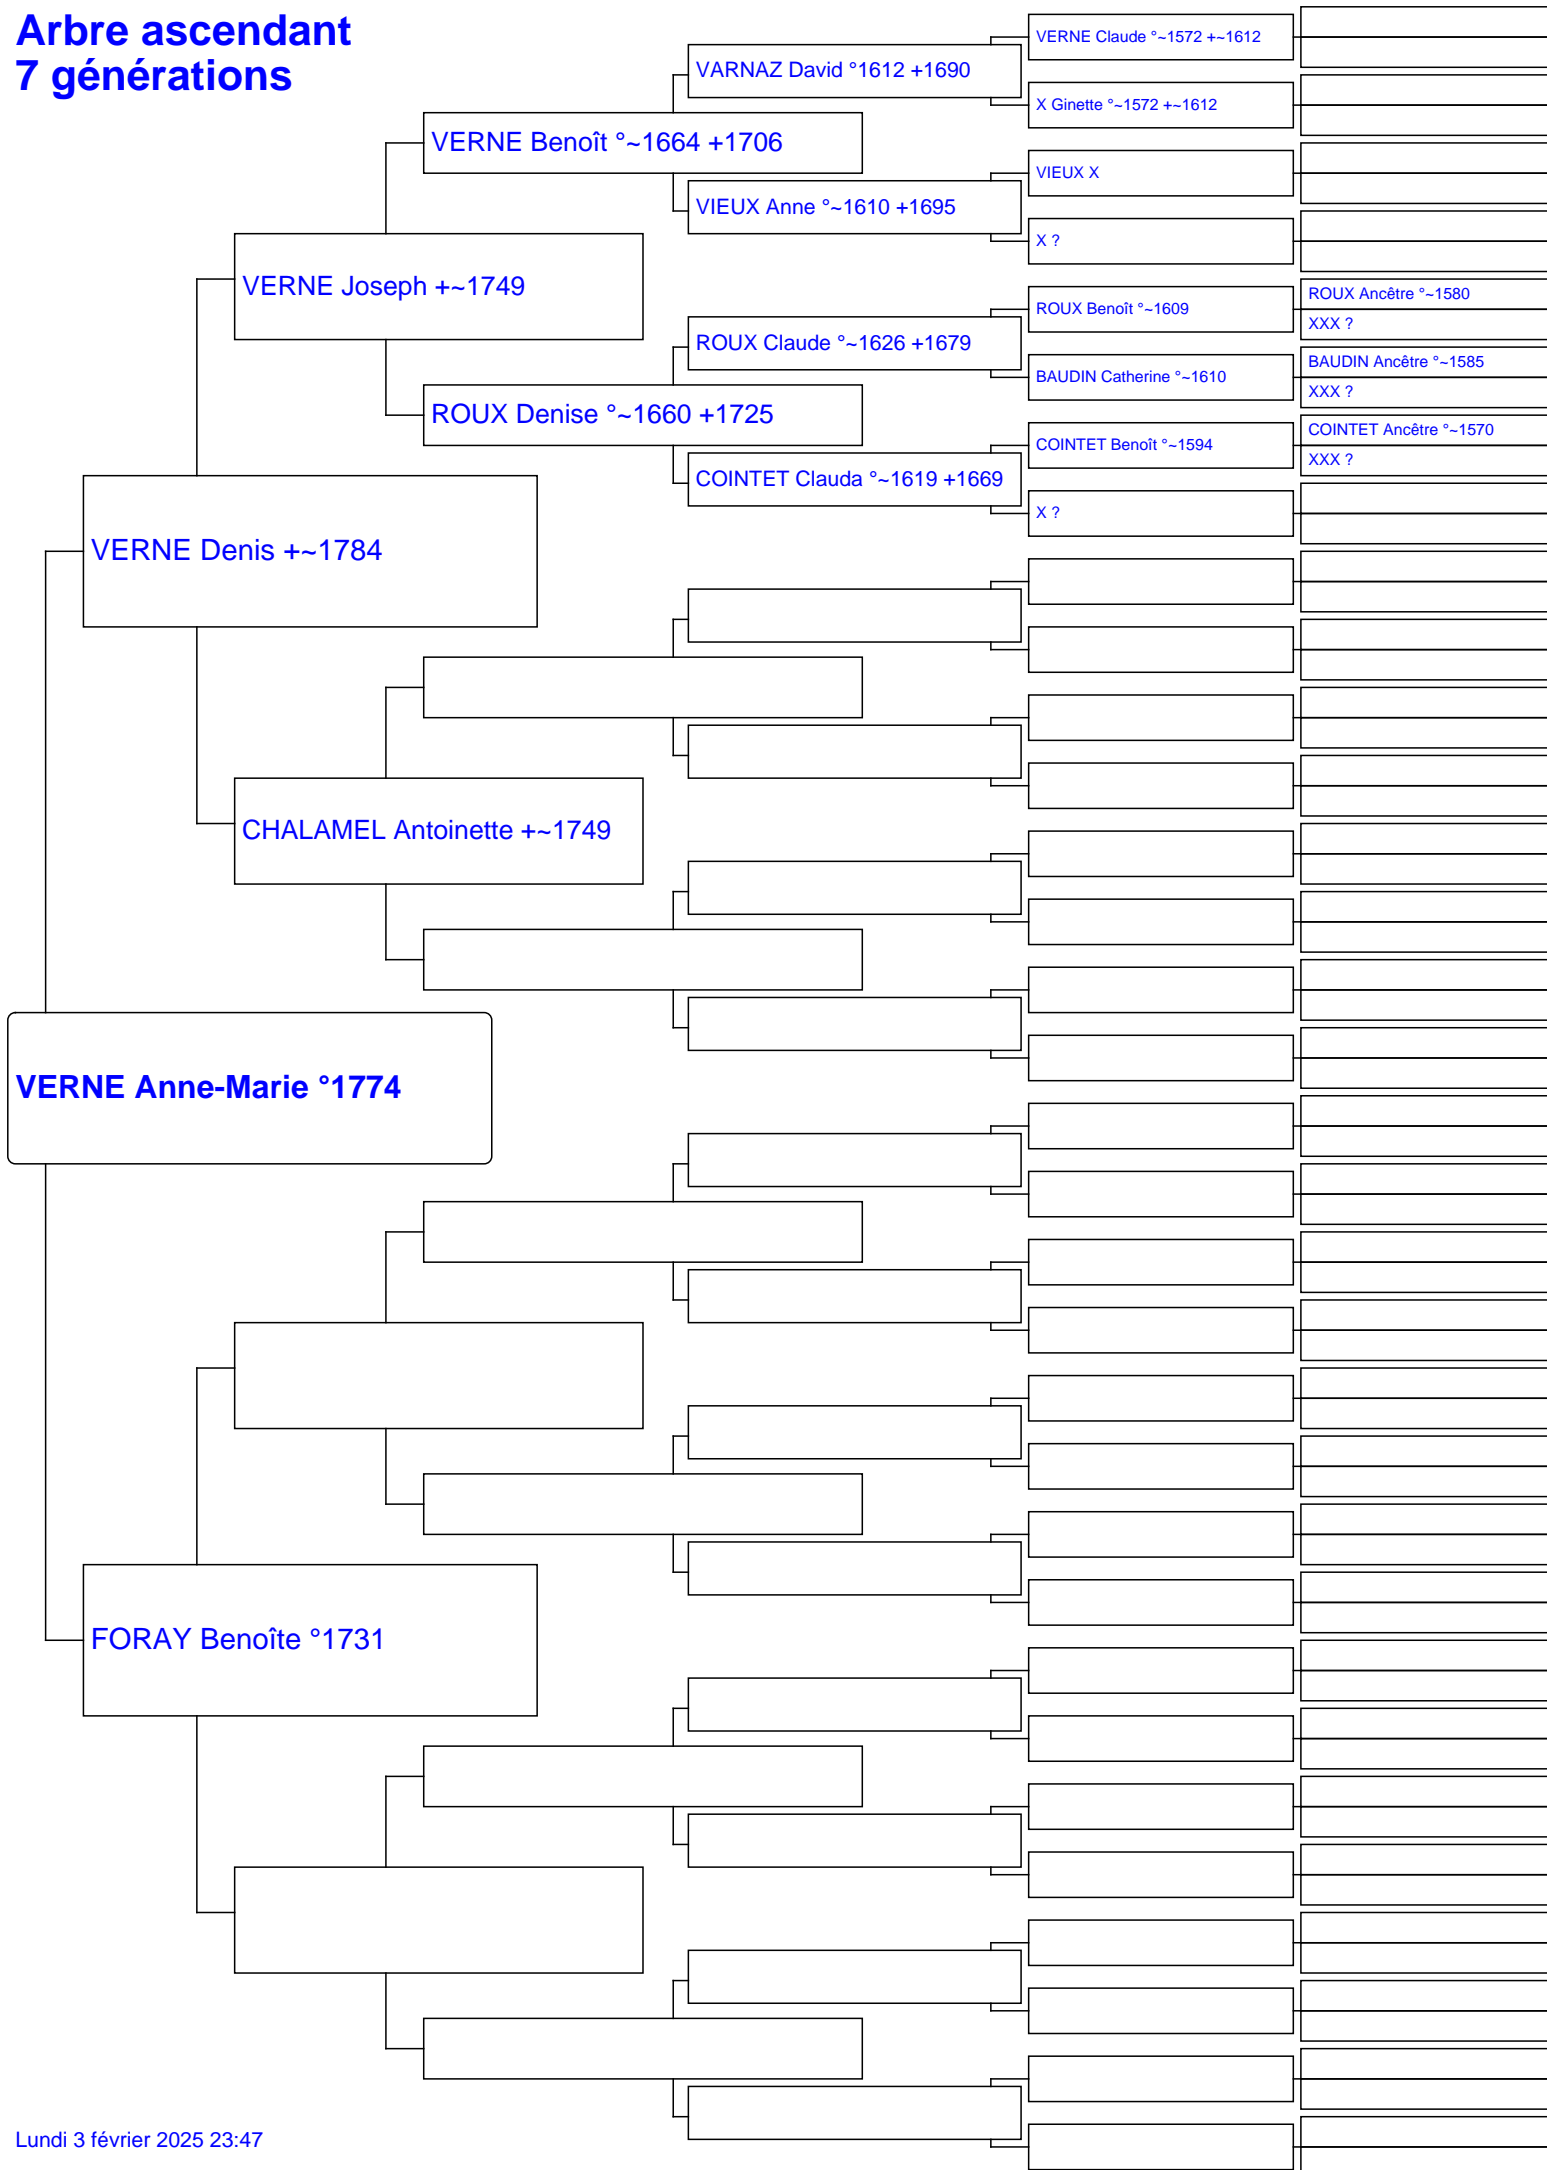 Arbre ascendant
7 générations
VERNE Claude °~1572 +~1612
VARNAZ David °1612 +1690
X Ginette °~1572 +~1612
VERNE Benoît °~1664 +1706
VIEUX X
VIEUX Anne °~1610 +1695
X ?
VERNE Joseph +~1749
ROUX Ancêtre °~1580
ROUX Benoît °~1609
XXX ?
ROUX Claude °~1626 +1679
BAUDIN Ancêtre °~1585
BAUDIN Catherine °~1610
XXX ?
ROUX Denise °~1660 +1725
COINTET Ancêtre °~1570
COINTET Benoît °~1594
XXX ?
COINTET Clauda °~1619 +1669
X ?
VERNE Denis +~1784
CHALAMEL Antoinette +~1749
VERNE Anne-Marie °1774
FORAY Benoîte °1731
Lundi 3 février 2025 23:47